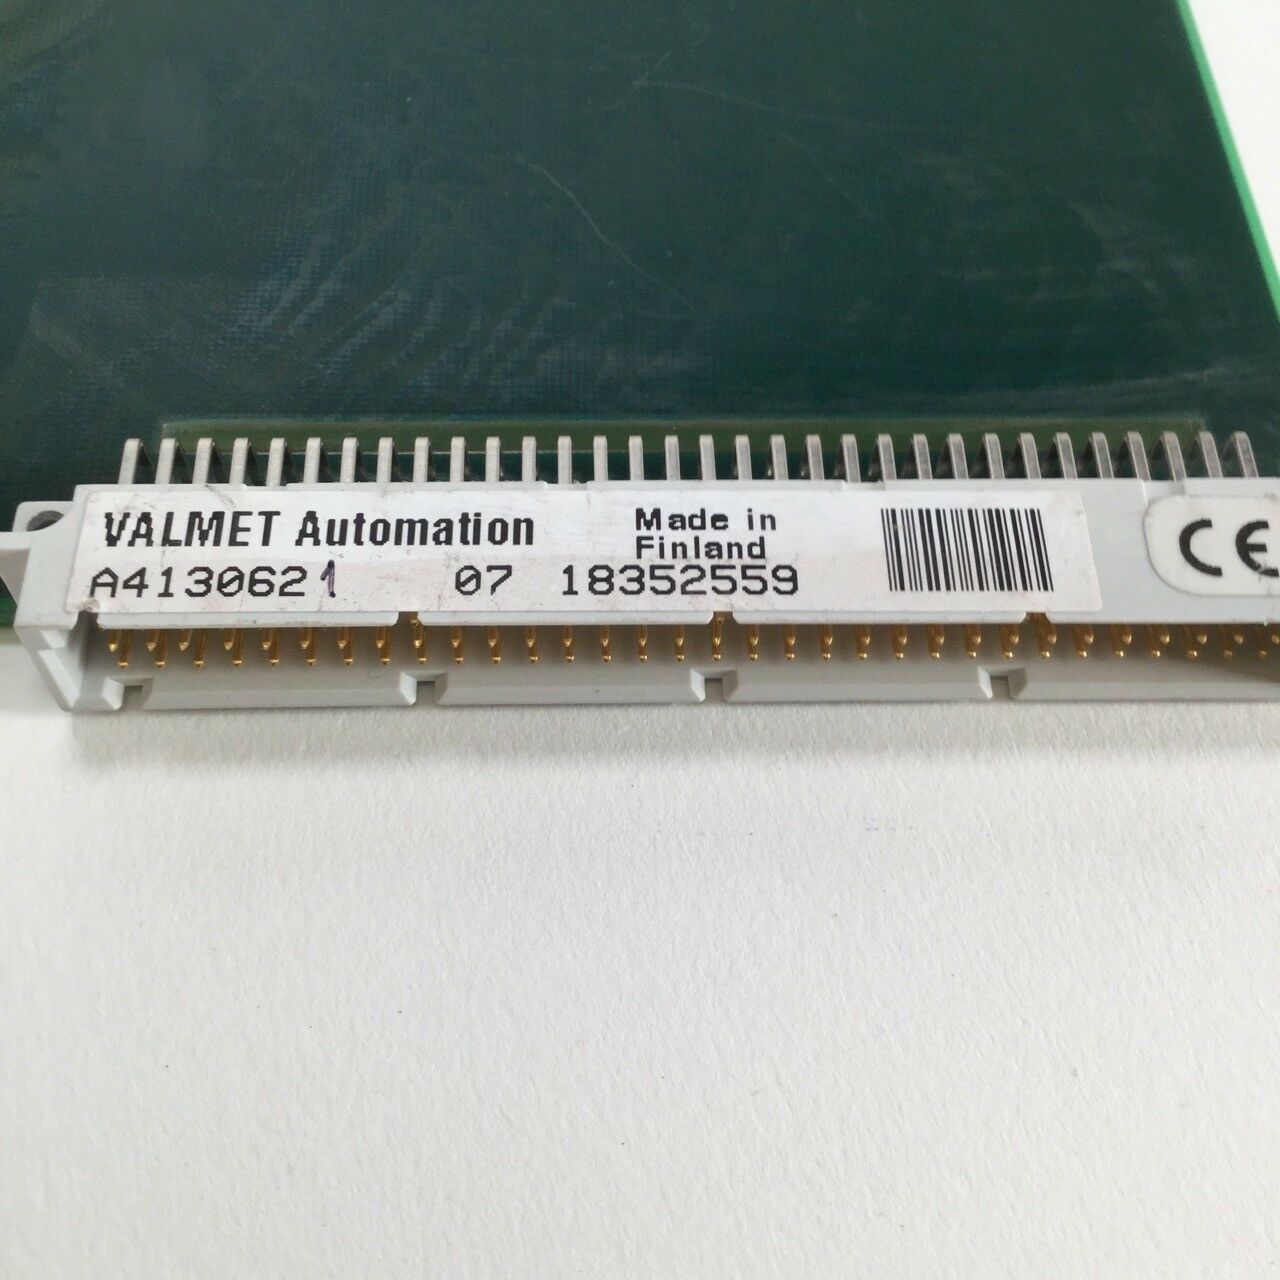 VALMET Automation Made in
Finland
A4130621 07 18352559
CE